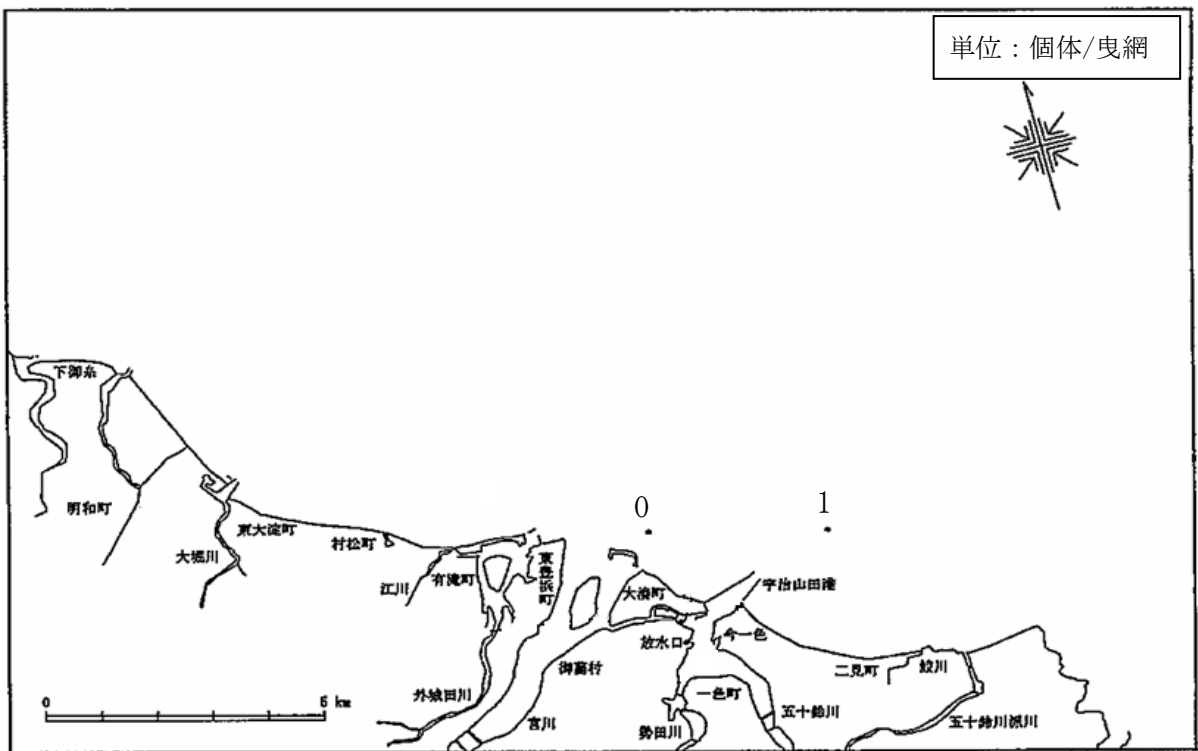 単位：個体/曳網
下御糸
明和町
東大淀町
大堀川
村松町
江川
有滝町
東豊浜町
0
1
大湊町
宇治山田港
放水口
今一色
御薗村
二見町
外城田川
宮川
一色町
勢田川
五十鈴川
五十鈴川派川
0
5 km